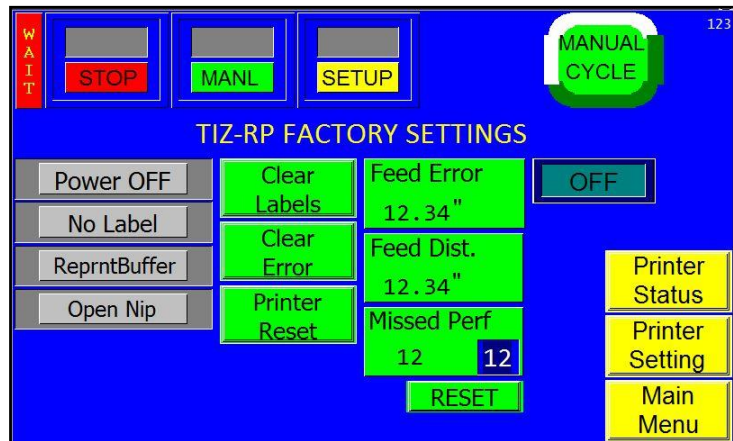 WAIT
STOP
MANL
SETUP
MANUAL
CYCLE
123
TIZ-RP FACTORY SETTINGS
Power OFF
No Label
ReprntBuffer
Open Nip
Clear
Labels
Clear
Error
Printer
Reset
Feed Error
12.34"
Feed Dist.
12.34"
Missed Perf
12 12
RESET
OFF
Printer
Status
Printer
Setting
Main
Menu